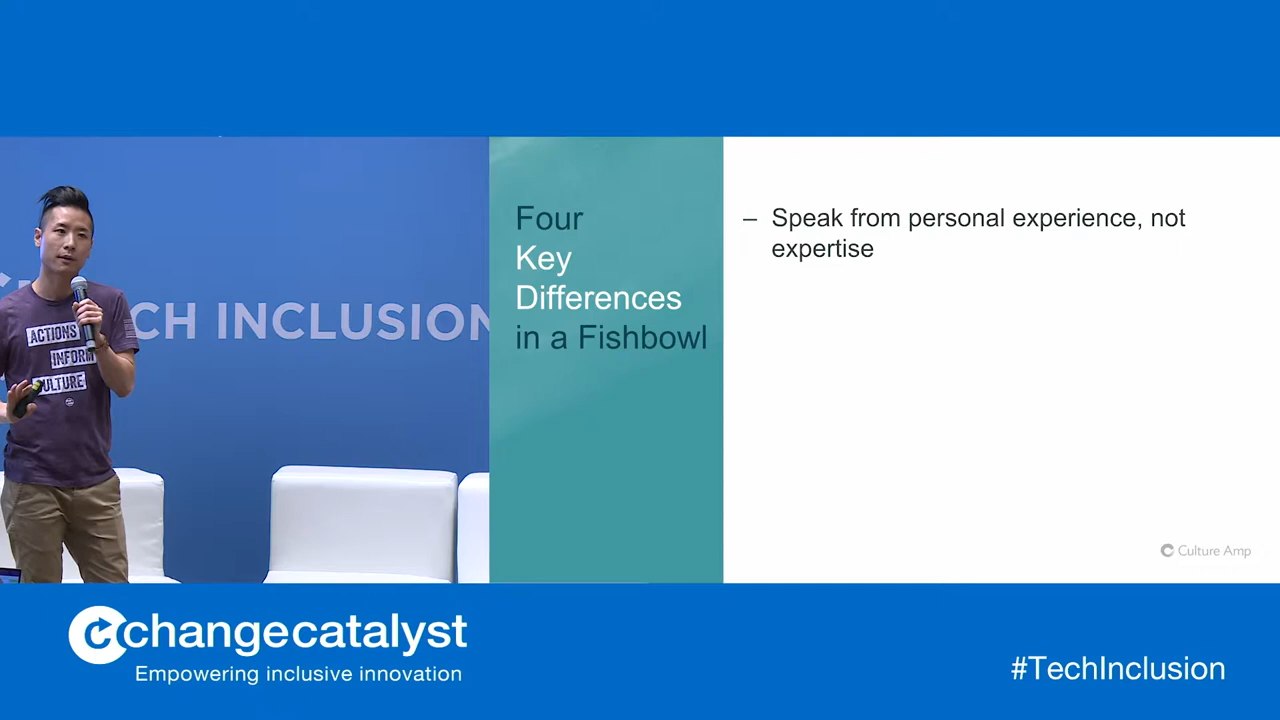 CH INCLUSION
ACTIONS
INFORM
CULTURE
Four
Key
Differences
in a Fishbowl
– Speak from personal experience, not
expertise
Culture Amp
changecatalyst
Empowering inclusive innovation
#TechInclusion